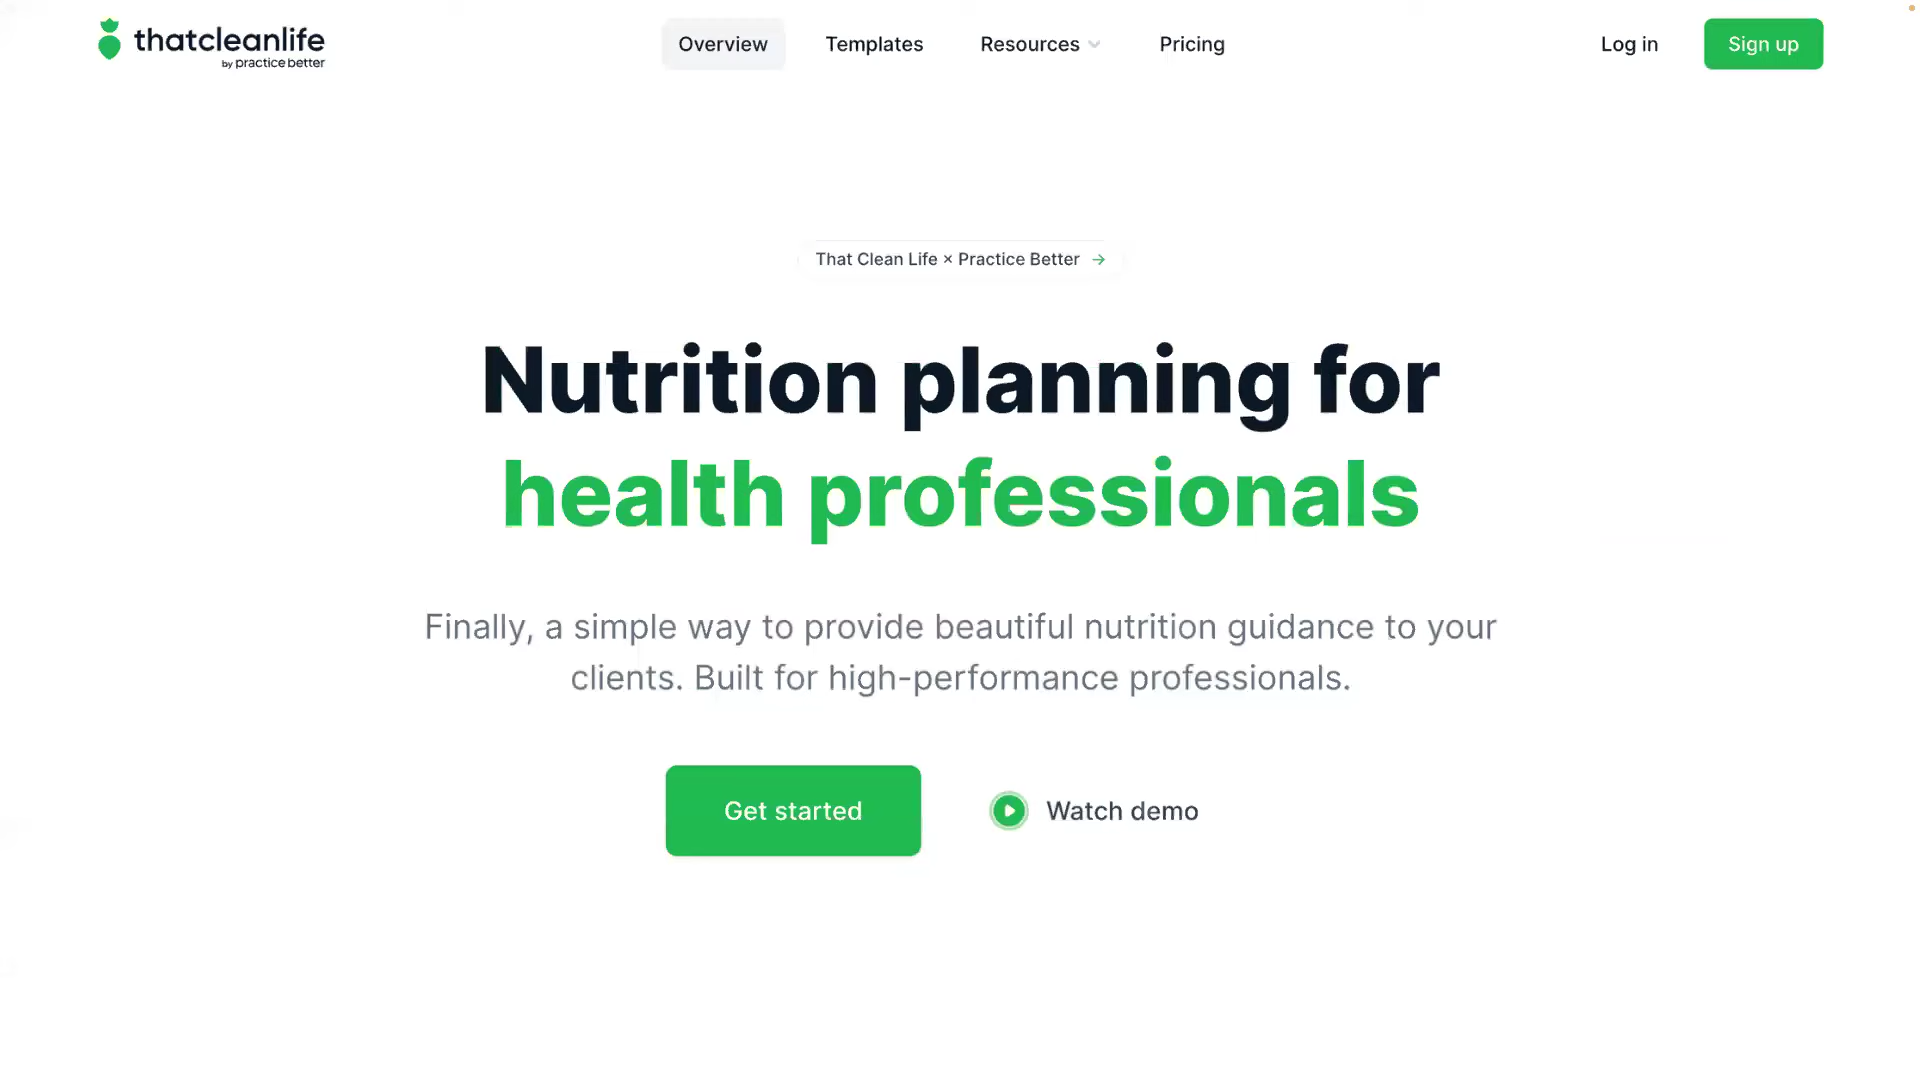 thatcleanlife
by practice better
Overview
Templates
Resources
Pricing
Log in
Sign up
That Clean Life × Practice Better →
Nutrition planning for
health professionals
Finally, a simple way to provide beautiful nutrition guidance to your
clients. Built for high-performance professionals.
Get started
Watch demo